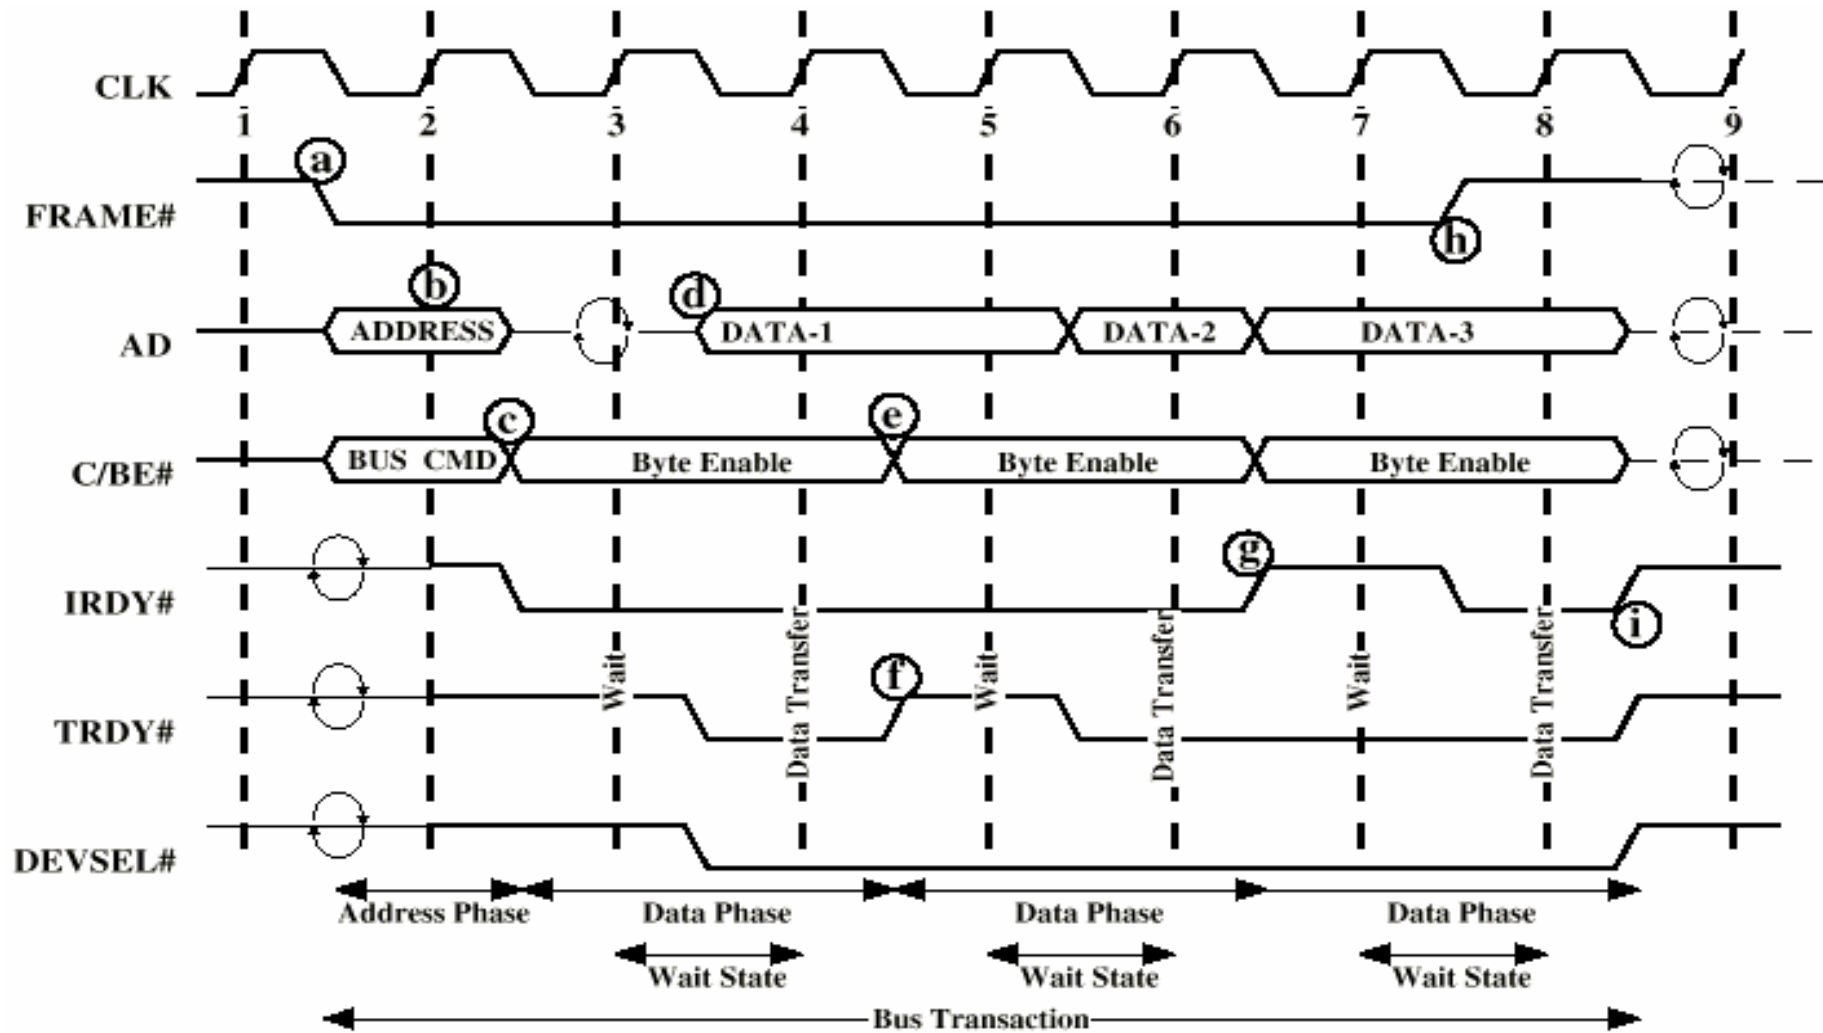 CLK
1 2 3 4 5 6 7 8 9
a
FRAME#
h
b
d
AD
ADDRESS DATA-1 DATA-2 DATA-3
c e
C/BE#
BUS CMD Byte Enable Byte Enable Byte Enable
g
IRDY#
i
Wait
Data Transfer
Wait
Data Transfer
Wait
Data Transfer
f
TRDY#
DEVSEL#
Address Phase Data Phase Data Phase Data Phase
Wait State Wait State Wait State
Bus Transaction